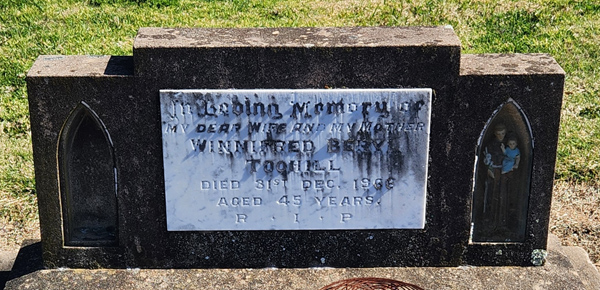 In Loving Memory of
MY DEAR WIFE AND MY MOTHER
WINNIFRED BERYL
TOOHILL
DIED 31ST DEC. 1966
AGED 45 YEARS.
R · I · P